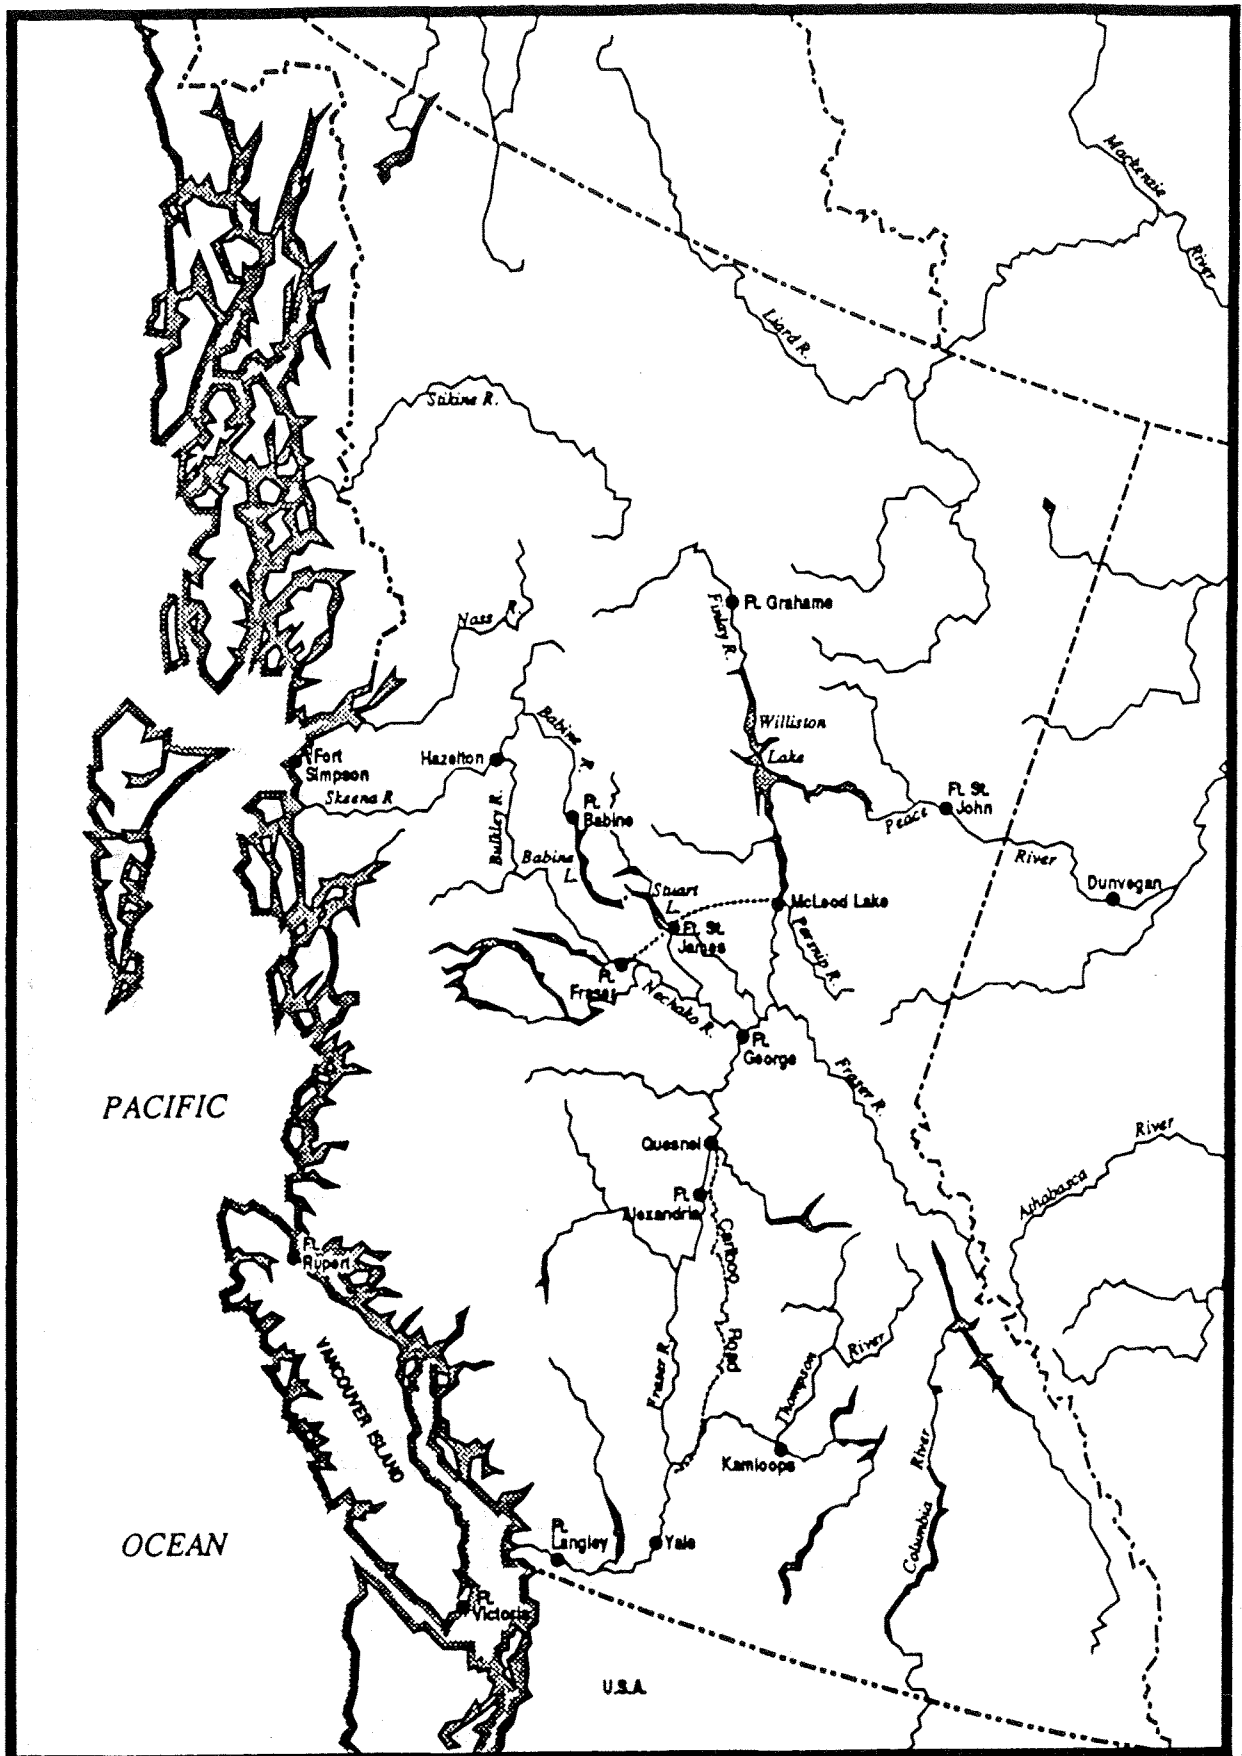 Mackenzie
River
Liard R.
Stikine R.
Nass R.
Finlay R.
Ft. Grahame
Williston
Lake
Babine R.
Hazelton
Fort
Simpson
Skeena R
Bulkley R.
Ft.
Babine
Babine
L.
Stuart
L.
Ft. St.
James
McLeod Lake
Parsnip R.
Peace
River
Ft. St.
John
Dunvegan
Ft.
Fraser
Nechako R.
Ft.
George
Fraser R.
PACIFIC
Quesnel
Ft.
Alexandria
Cariboo
Road
Athabasca
River
Ft.
Rupert
VANCOUVER ISLAND
Fraser R.
Thompson
River
Kamloops
Columbia
River
OCEAN
Ft.
Langley
Yale
Ft.
Victoria
U.S.A.